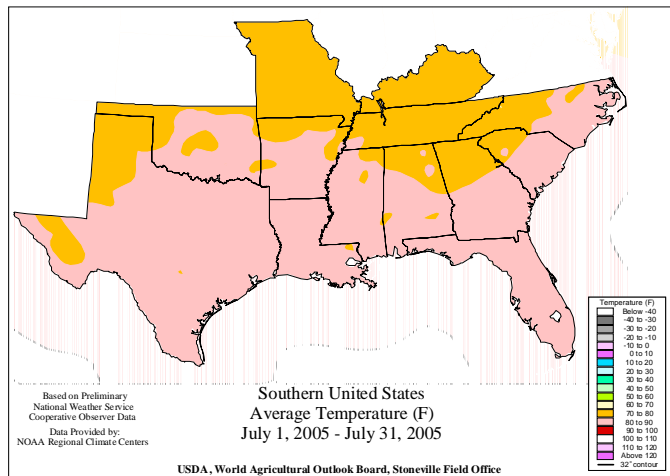 Temperature (F)
Below -40
-40 to -30
-30 to -20
-20 to -10
-10 to 0
0 to 10
10 to 20
20 to 30
30 to 40
40 to 50
50 to 60
60 to 70
70 to 80
80 to 90
90 to 100
100 to 110
110 to 120
Above 120
32° contour
Based on Preliminary
National Weather Service
Cooperative Observer Data
Data Provided by:
NOAA Regional Climate Centers
Southern United States
Average Temperature (F)
July 1, 2005 - July 31, 2005
USDA, World Agricultural Outlook Board, Stoneville Field Office